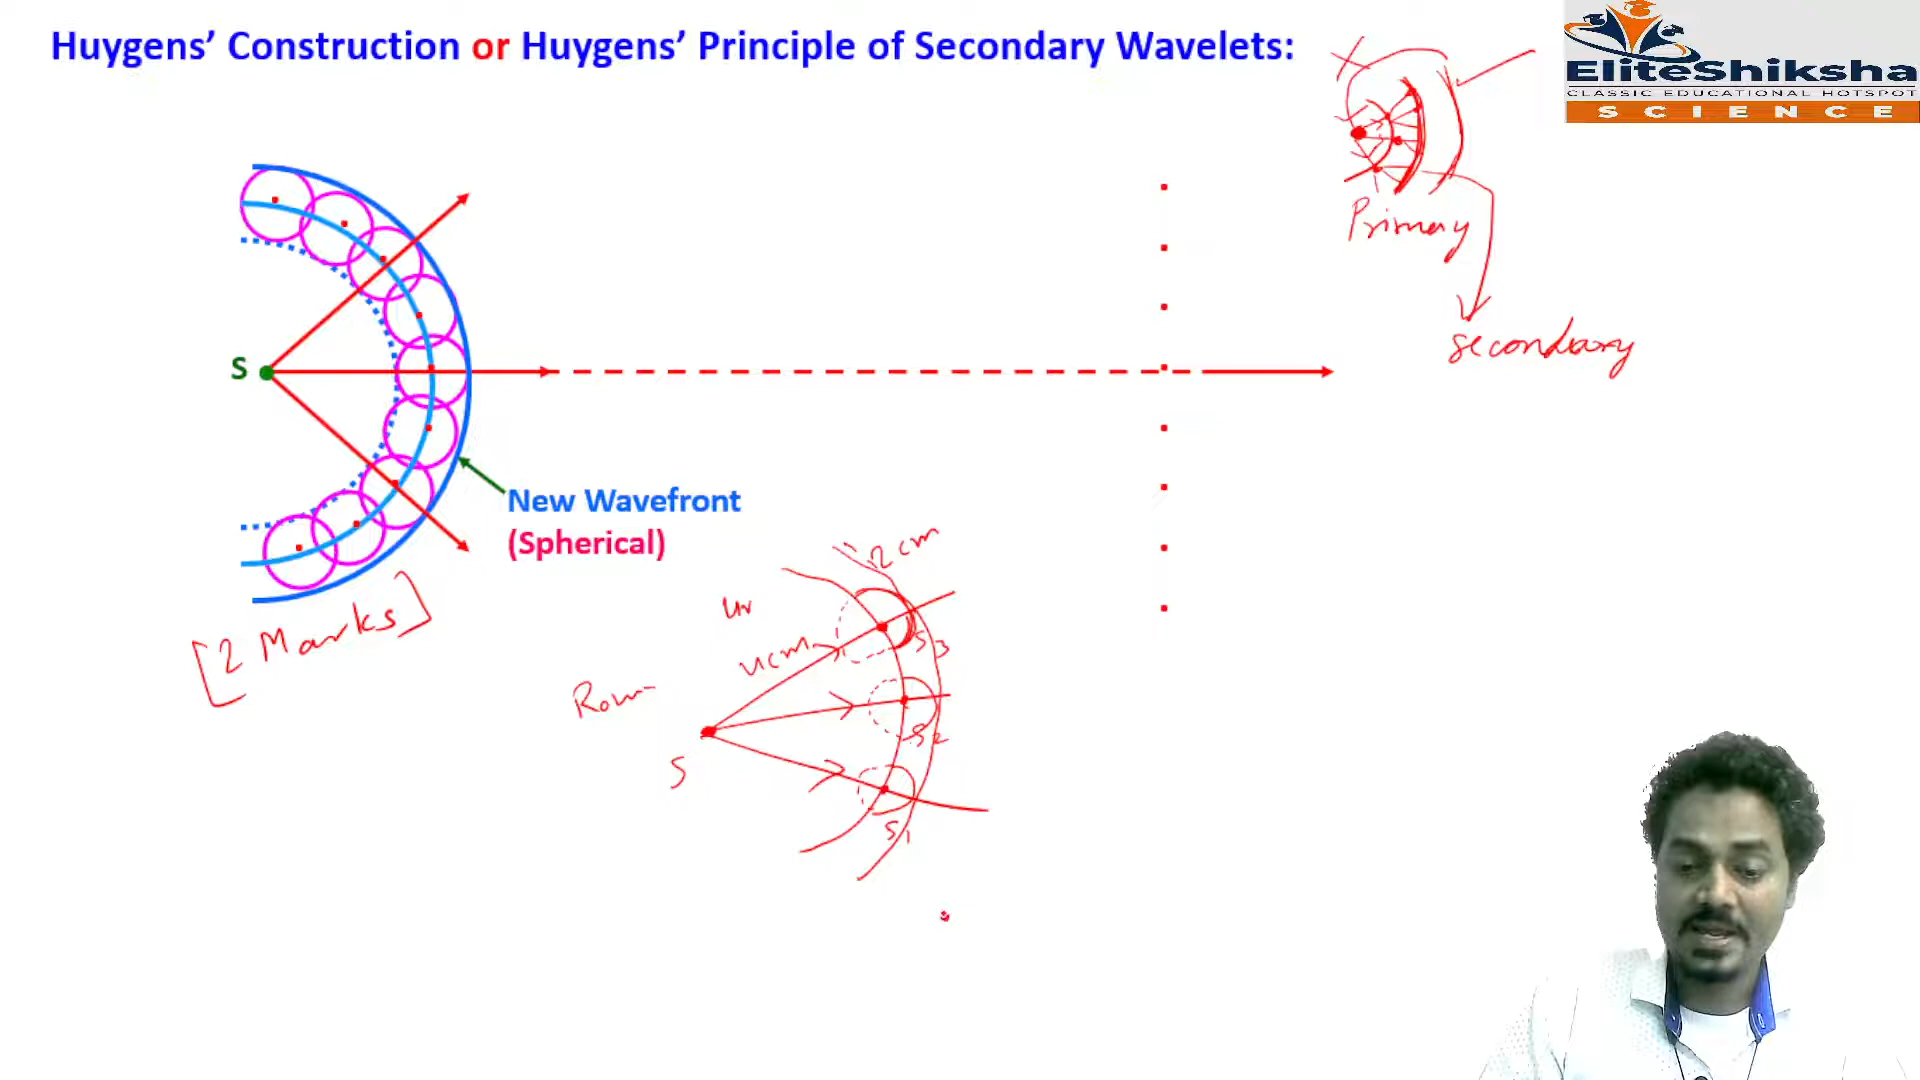 Huygens’ Construction or Huygens’ Principle of Secondary Wavelets:
EliteShiksha
CLASSIC EDUCATIONAL HOTSPOT
SCIENCE
Primary
secondary
S
New Wavefront
(Spherical)
[2 Marks]
2 cm
S3
S2
S
S1